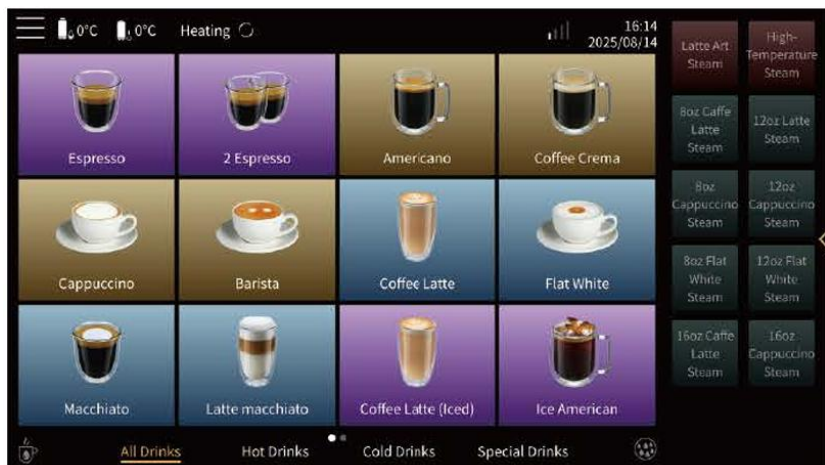 0°C 0°C Heating 16:14
2025/08/14
Espresso
2 Espresso
Americano
Coffee Crema
Cappuccino
Barista
Coffee Latte
Flat White
Macchiato
Latte macchiato
Coffee Latte (Iced)
Ice American
All Drinks
Hot Drinks
Cold Drinks
Special Drinks
Latte Art
Steam
High-
Temperature
Steam
8oz Caffe
Latte
Steam
12oz Latte
Steam
8oz
Cappuccino
Steam
12oz
Cappuccino
Steam
8oz Flat
White
Steam
12oz Flat
White
Steam
16oz Caffe
Latte
Steam
16oz
Cappuccino
Steam